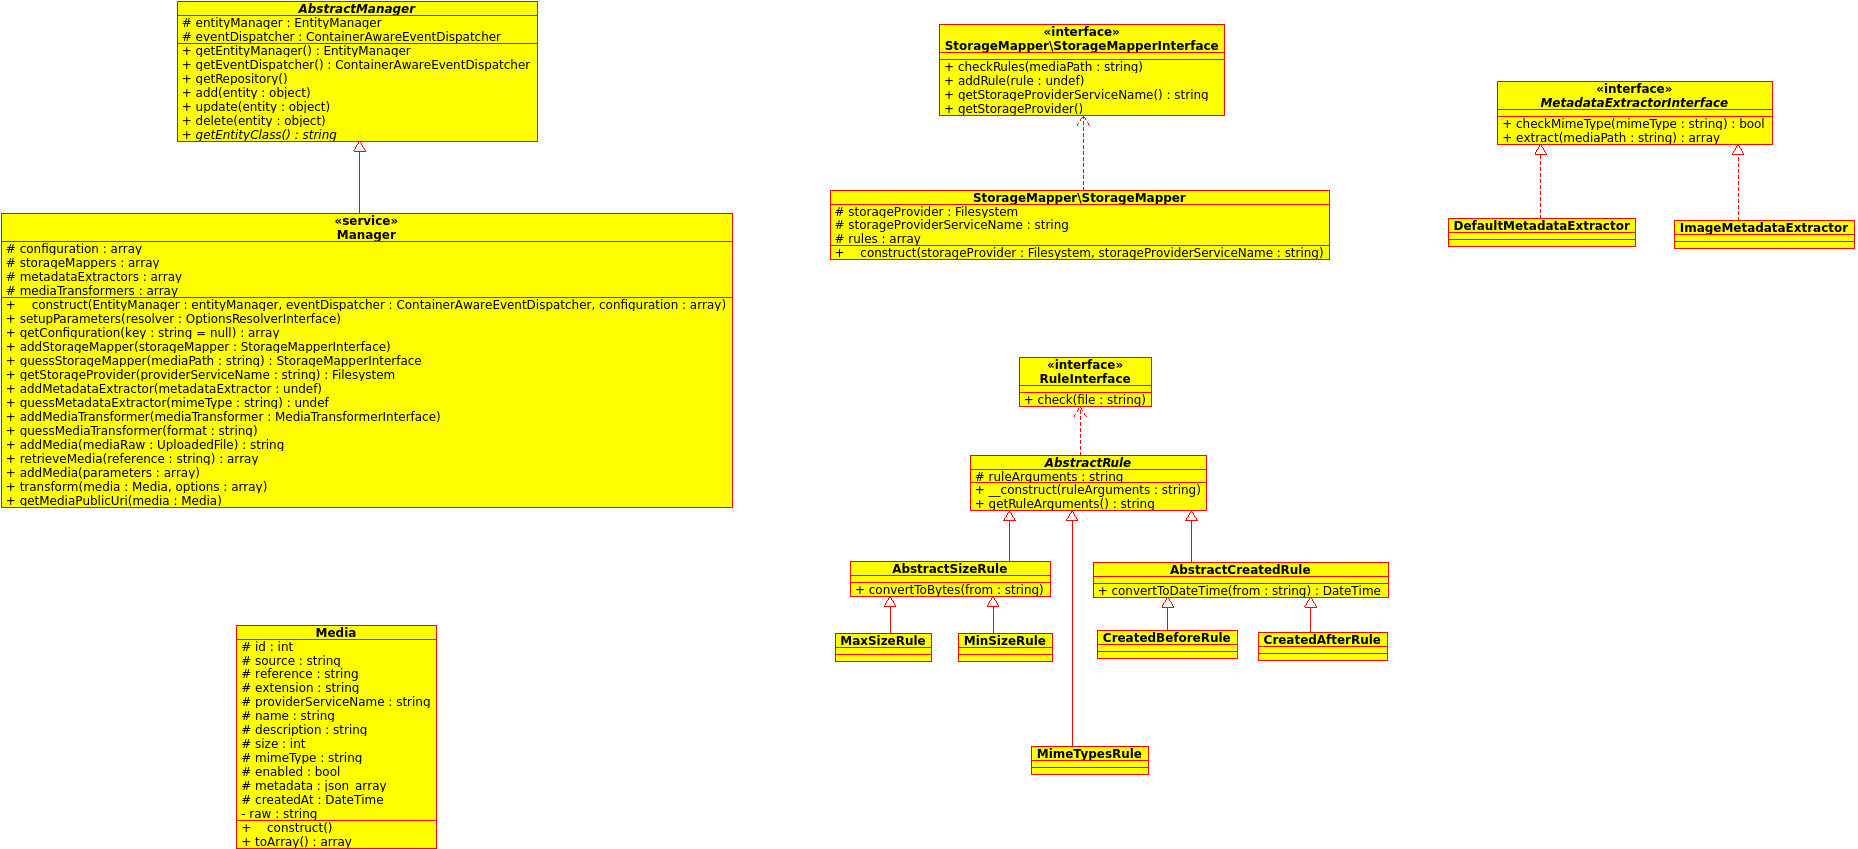 AbstractManager
# entityManager : EntityManager
# eventDispatcher : ContainerAwareEventDispatcher
+ getEntityManager() : EntityManager
+ getEventDispatcher() : ContainerAwareEventDispatcher
+ getRepository()
+ add(entity : object)
+ update(entity : object)
+ delete(entity : object)
+ getEntityClass() : string
«service»
Manager
# configuration : array
# storageMappers : array
# metadataExtractors : array
# mediaTransformers : array
+ __construct(EntityManager : entityManager, eventDispatcher : ContainerAwareEventDispatcher, configuration : array)
+ setupParameters(resolver : OptionsResolverInterface)
+ getConfiguration(key : string = null) : array
+ addStorageMapper(storageMapper : StorageMapperInterface)
+ guessStorageMapper(mediaPath : string) : StorageMapperInterface
+ getStorageProvider(providerServiceName : string) : Filesystem
+ addMetadataExtractor(metadataExtractor : undef)
+ guessMetadataExtractor(mimeType : string) : undef
+ addMediaTransformer(mediaTransformer : MediaTransformerInterface)
+ guessMediaTransformer(format : string)
+ addMedia(mediaRaw : UploadedFile) : string
+ retrieveMedia(reference : string) : array
+ addMedia(parameters : array)
+ transform(media : Media, options : array)
+ getMediaPublicUri(media : Media)
Media
# id : int
# source : string
# reference : string
# extension : string
# providerServiceName : string
# name : string
# description : string
# size : int
# mimeType : string
# enabled : bool
# metadata : json_array
# createdAt : DateTime
- raw : string
+ __construct()
+ toArray() : array
«interface»
StorageMapper\StorageMapperInterface
+ checkRules(mediaPath : string)
+ addRule(rule : undef)
+ getStorageProviderServiceName() : string
+ getStorageProvider()
StorageMapper\StorageMapper
# storageProvider : Filesystem
# storageProviderServiceName : string
# rules : array
+ __construct(storageProvider : Filesystem, storageProviderServiceName : string)
«interface»
MetadataExtractorInterface
+ checkMimeType(mimeType : string) : bool
+ extract(mediaPath : string) : array
DefaultMetadataExtractor
ImageMetadataExtractor
«interface»
RuleInterface
+ check(file : string)
AbstractRule
# ruleArguments : string
+ __construct(ruleArguments : string)
+ getRuleArguments() : string
AbstractSizeRule
+ convertToBytes(from : string)
AbstractCreatedRule
+ convertToDateTime(from : string) : DateTime
MaxSizeRule
MinSizeRule
CreatedBeforeRule
CreatedAfterRule
MimeTypesRule